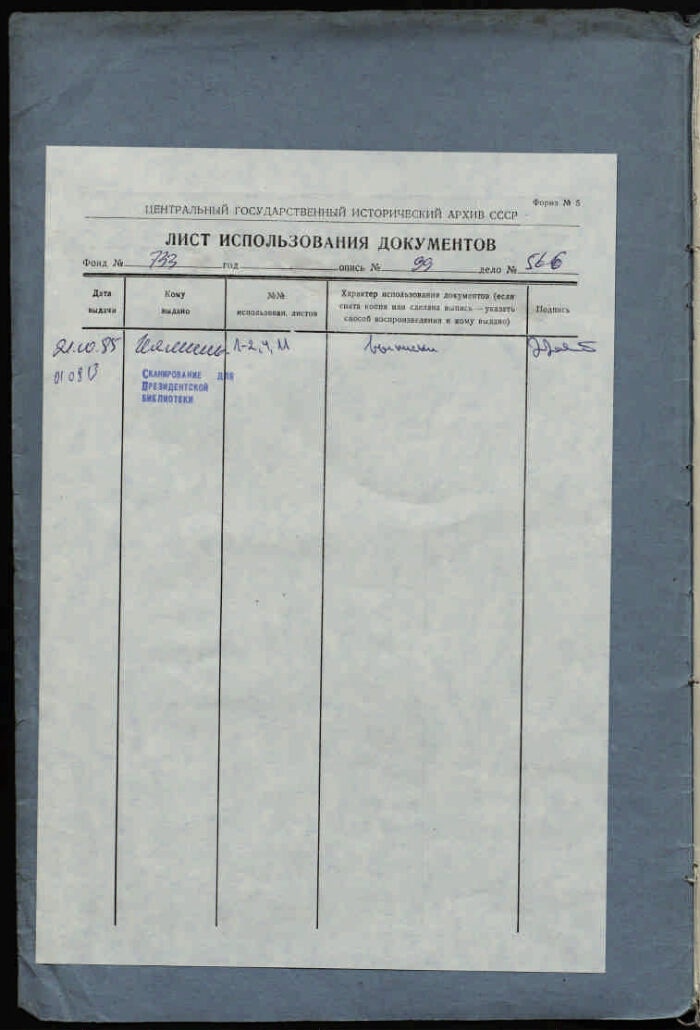 Форма № 5
ЦЕНТРАЛЬНЫЙ ГОСУДАРСТВЕННЫЙ ИСТОРИЧЕСКИЙ АРХИВ СССР
ЛИСТ ИСПОЛЬЗОВАНИЯ ДОКУМЕНТОВ
Фонд № 733 год опись № 99 дело № 566
Дата
выдачи
Кому
выдано
№№
использован. листов
Характер использования документов (если
снята копия или сделана выпись — указать
способ воспроизведения и кому выдано)
Подпись
21.10.85 1-2, 4, 11 выписки
01 08 13
СКАНИРОВАНИЕ ДЛЯ
ПРЕЗИДЕНТСКОЙ
БИБЛИОТЕКИ